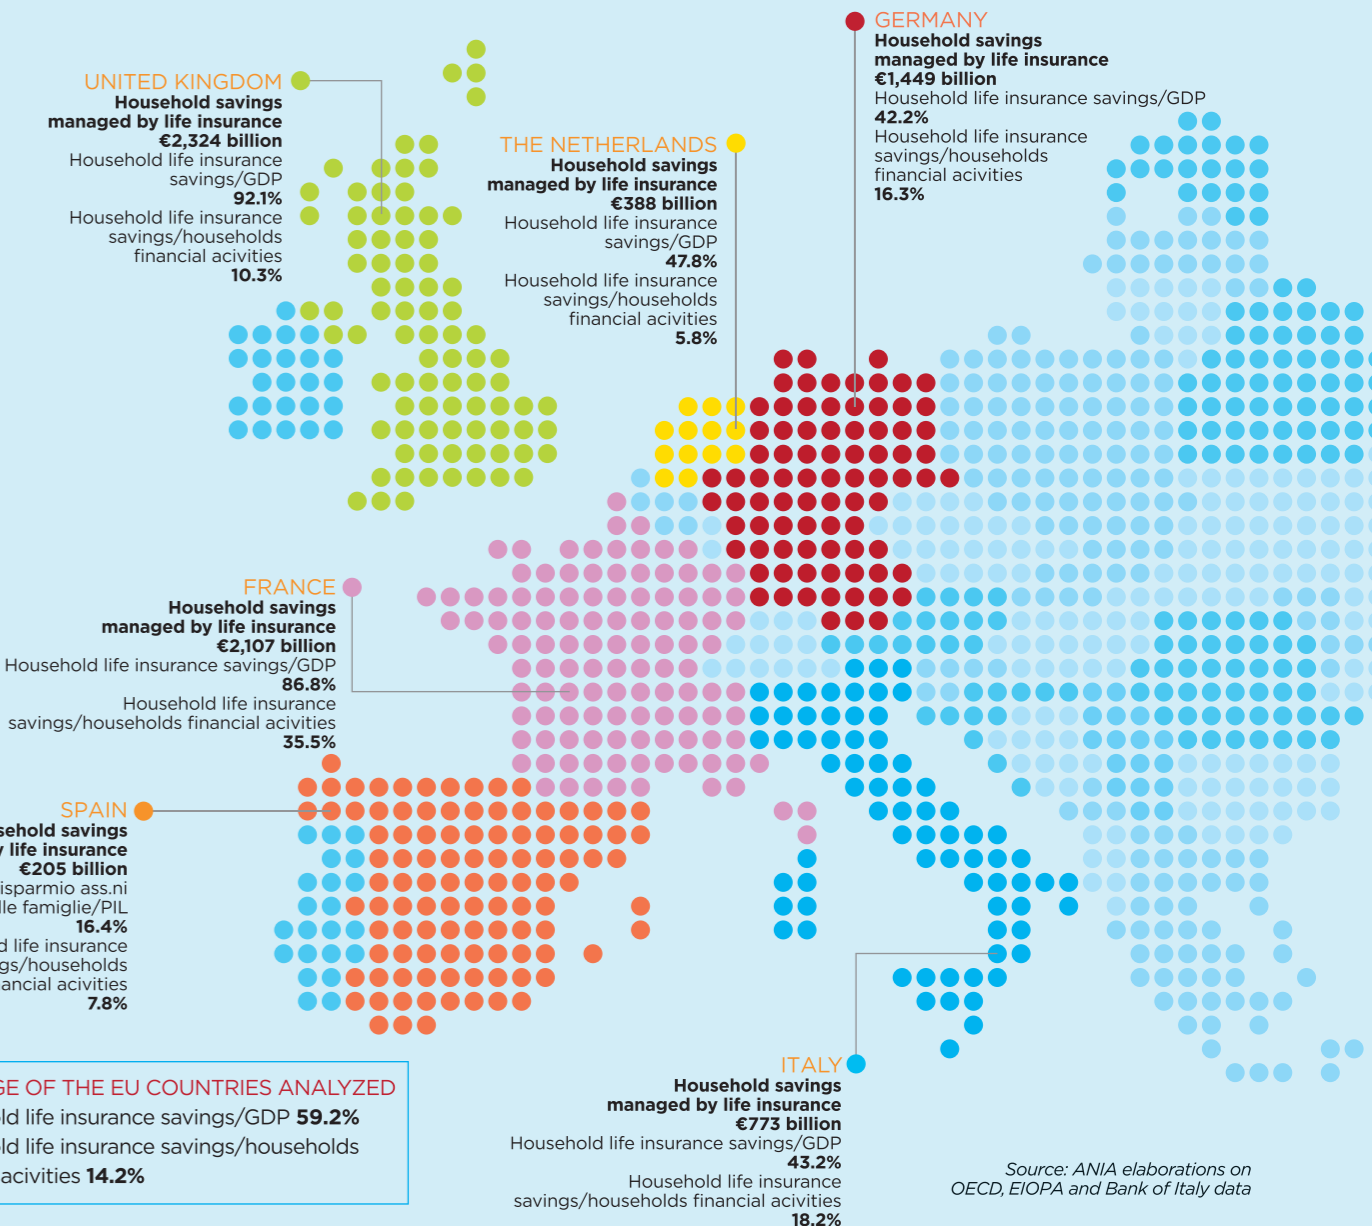 GERMANY
Household savings
managed by life insurance
€1,449 billion
Household life insurance savings/GDP
42.2%
Household life insurance
savings/households
financial acivities
16.3%
UNITED KINGDOM
Household savings
managed by life insurance
€2,324 billion
Household life insurance
savings/GDP
92.1%
Household life insurance
savings/households
financial acivities
10.3%
THE NETHERLANDS
Household savings
managed by life insurance
€388 billion
Household life insurance
savings/GDP
47.8%
Household life insurance
savings/households
financial acivities
5.8%
FRANCE
Household savings
managed by life insurance
€2,107 billion
Household life insurance savings/GDP
86.8%
Household life insurance
savings/households financial acivities
35.5%
SPAIN
savings
life insurance
€205 billion
ass.ni
famiglie/PIL
16.4%
life insurance
/households
acivities
7.8%
OF THE EU COUNTRIES ANALYZED
life insurance savings/GDP 59.2%
life insurance savings/households
acivities 14.2%
ITALY
Household savings
managed by life insurance
€773 billion
Household life insurance savings/GDP
43.2%
Household life insurance
savings/households financial acivities
18.2%
Source: ANIA elaborations on
OECD, EIOPA and Bank of Italy data